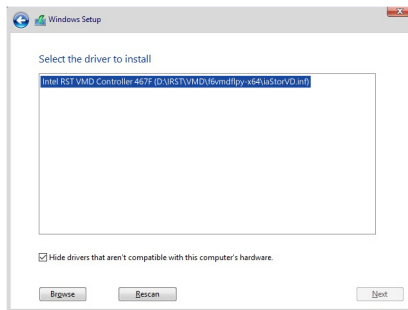 Windows Setup
Select the driver to install
Intel RST VMD Controller 467F (D:\IRST\VMD\f6vmdflpy-x64\iaStorVD.inf)
Hide drivers that aren't compatible with this computer's hardware.
Browse Rescan Next